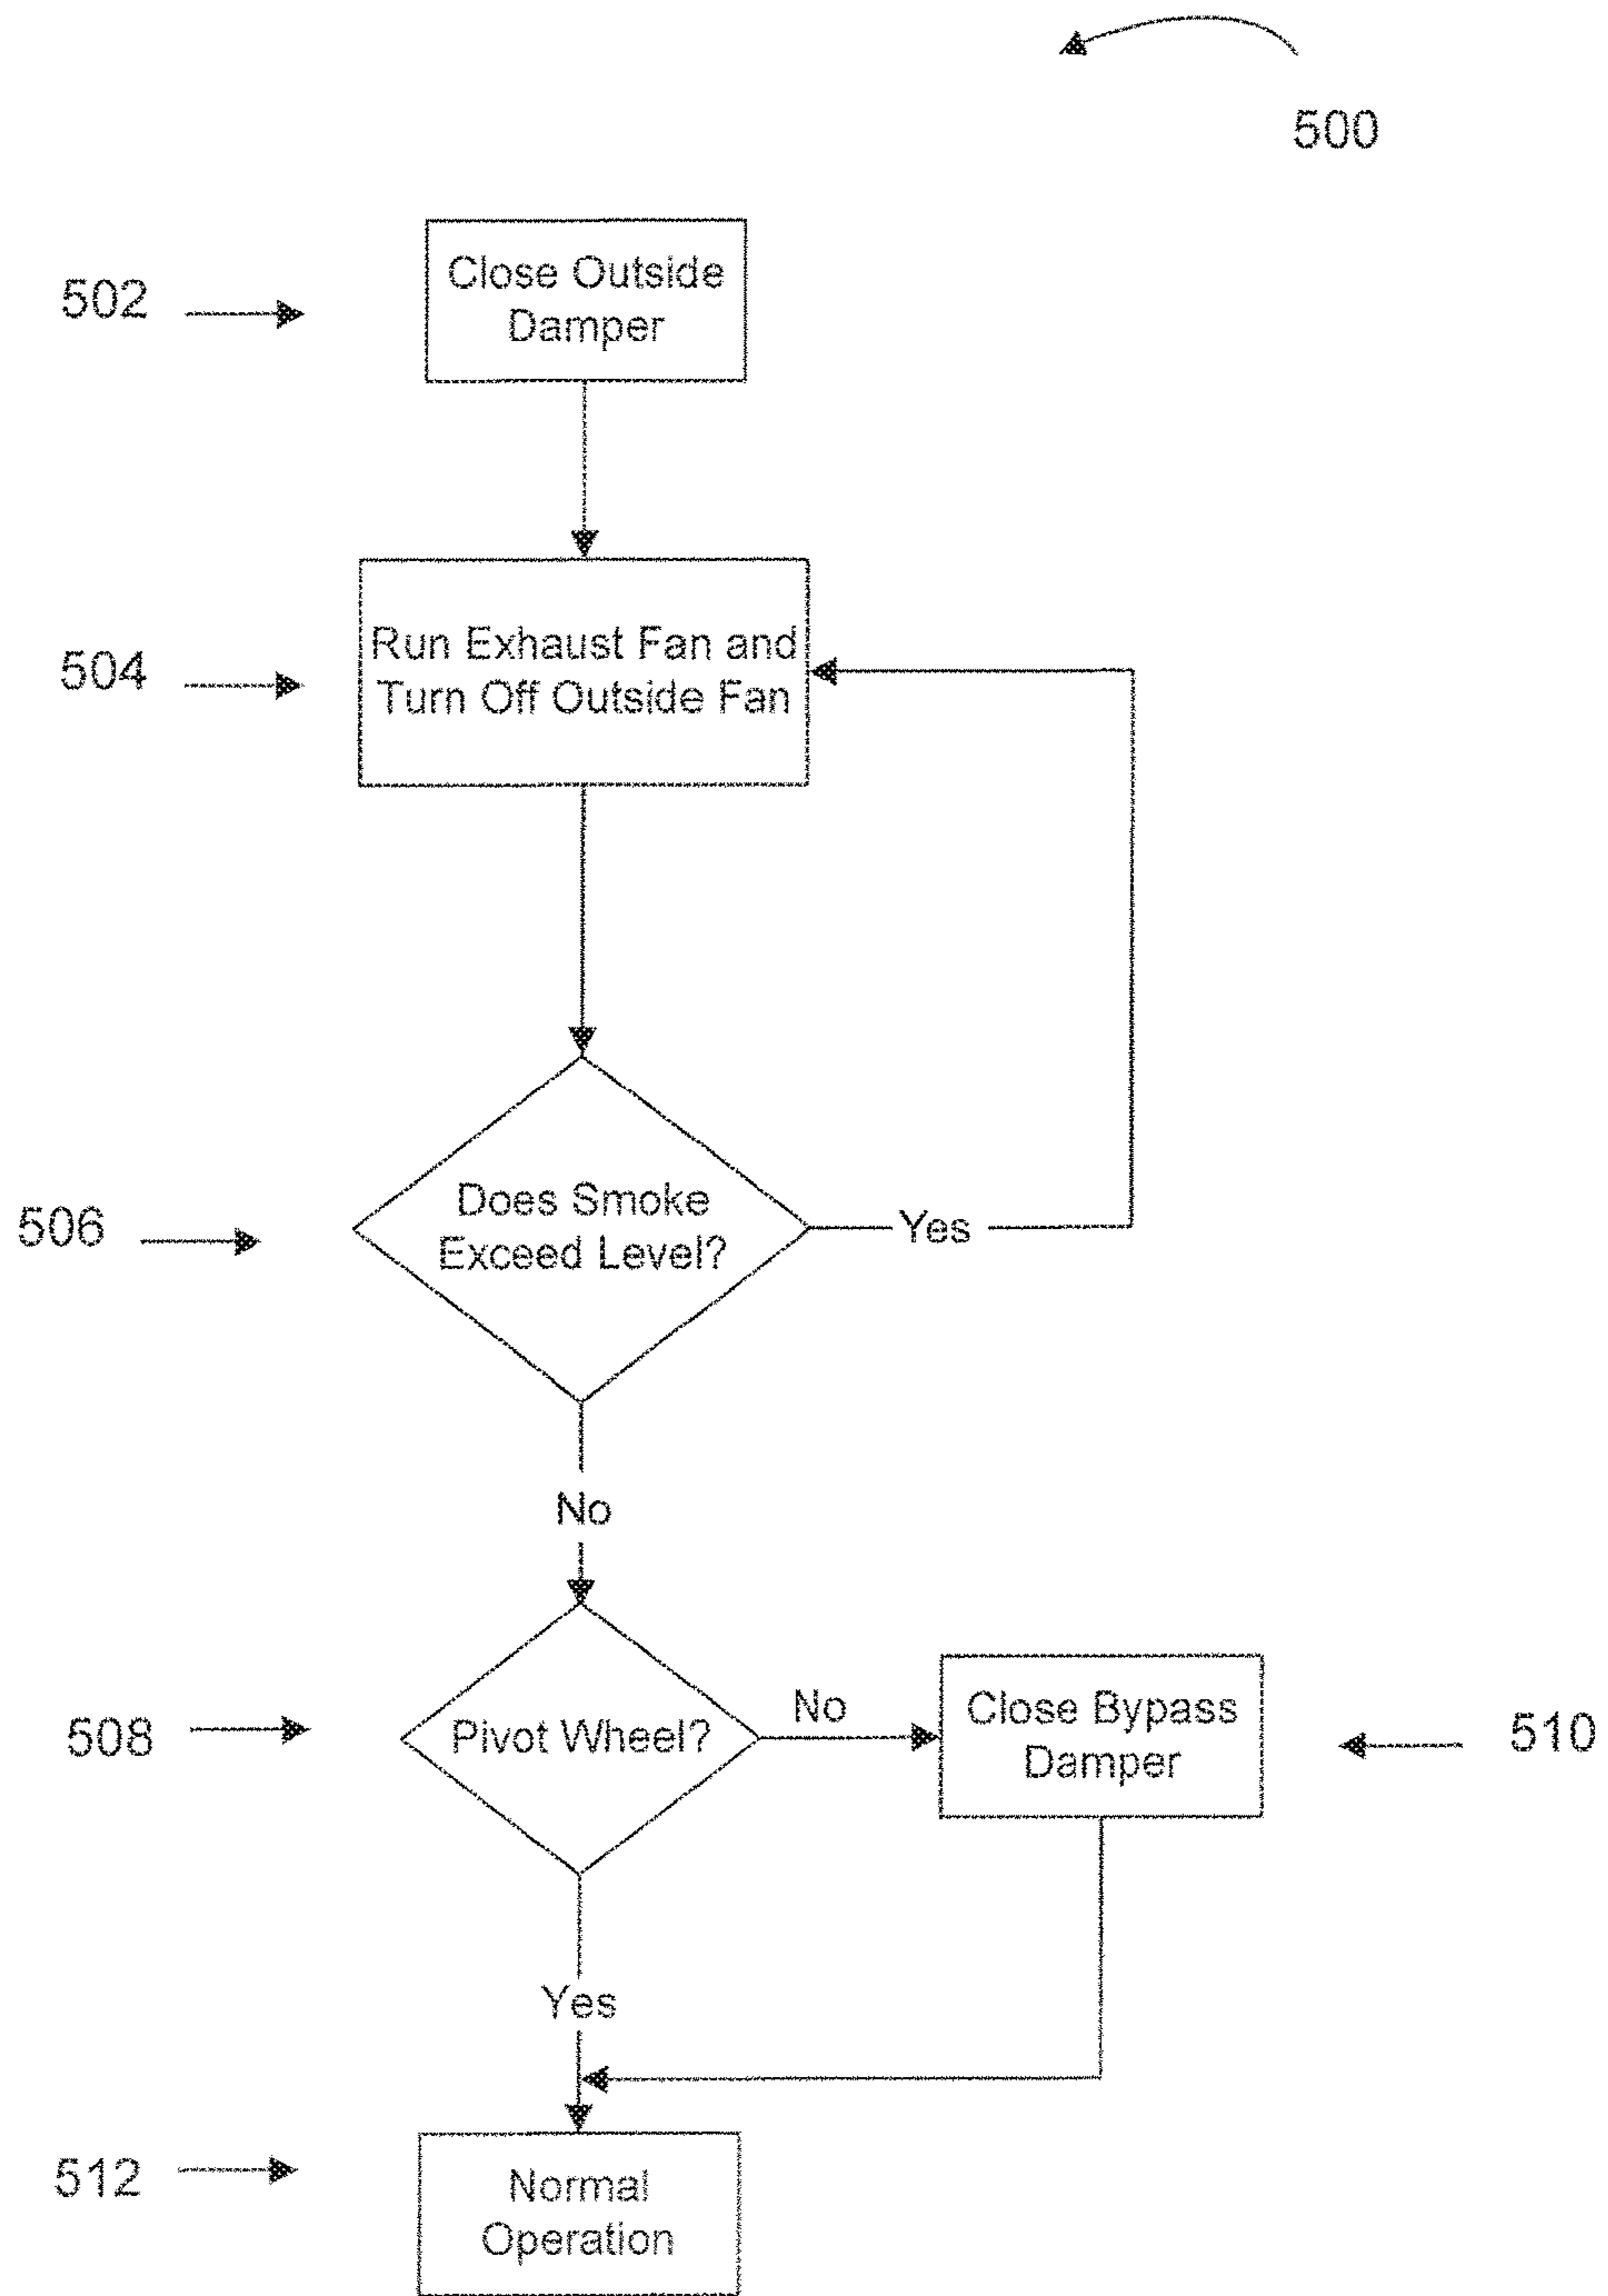 500
502
Close Outside
Damper
504
Run Exhaust Fan and
Turn Off Outside Fan
506
Does Smoke
Exceed Level?
Yes
No
508
Pivot Wheel?
No
Close Bypass
Damper
510
Yes
512
Normal
Operation